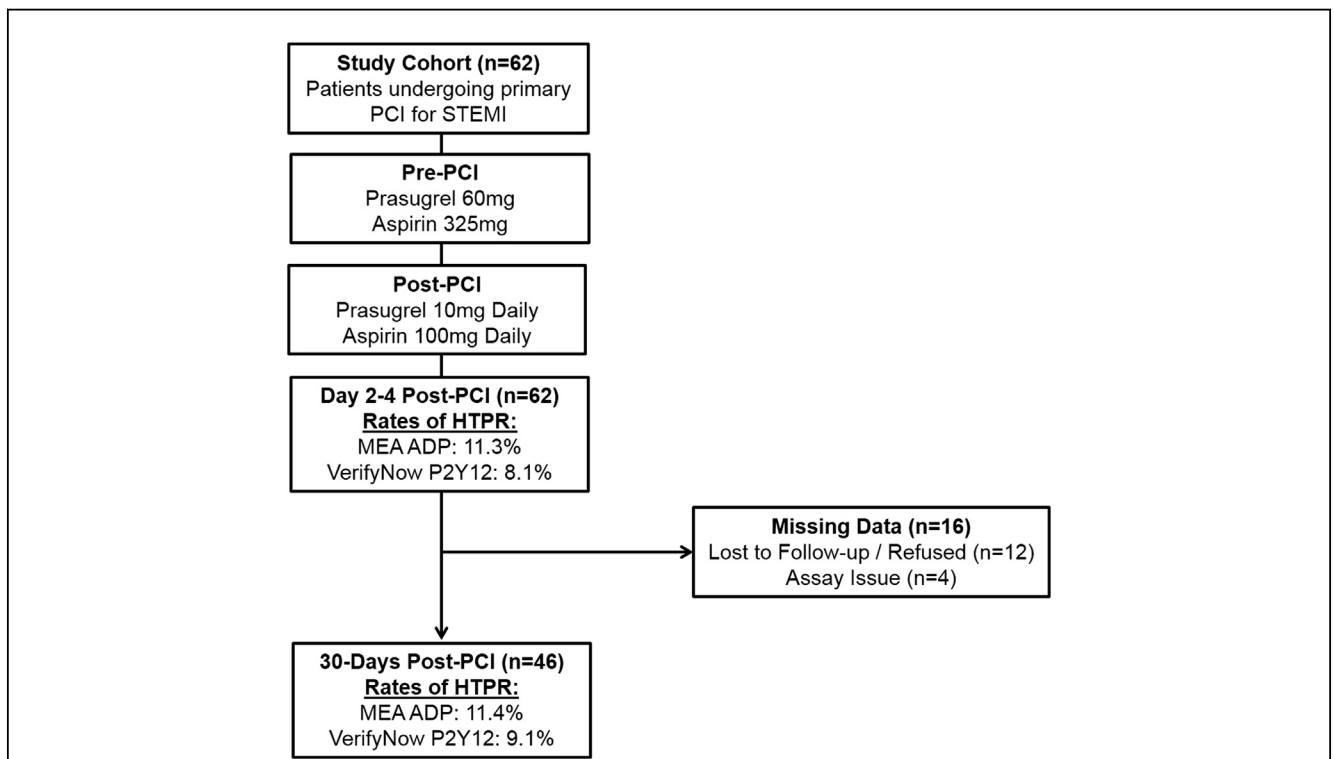 Study Cohort (n=62)
Patients undergoing primary
PCI for STEMI
Pre-PCI
Prasugrel 60mg
Aspirin 325mg
Post-PCI
Prasugrel 10mg Daily
Aspirin 100mg Daily
Day 2-4 Post-PCI (n=62)
Rates of HTPR:
MEA ADP: 11.3%
VerifyNow P2Y12: 8.1%
Missing Data (n=16)
Lost to Follow-up / Refused (n=12)
Assay Issue (n=4)
30-Days Post-PCI (n=46)
Rates of HTPR:
MEA ADP: 11.4%
VerifyNow P2Y12: 9.1%